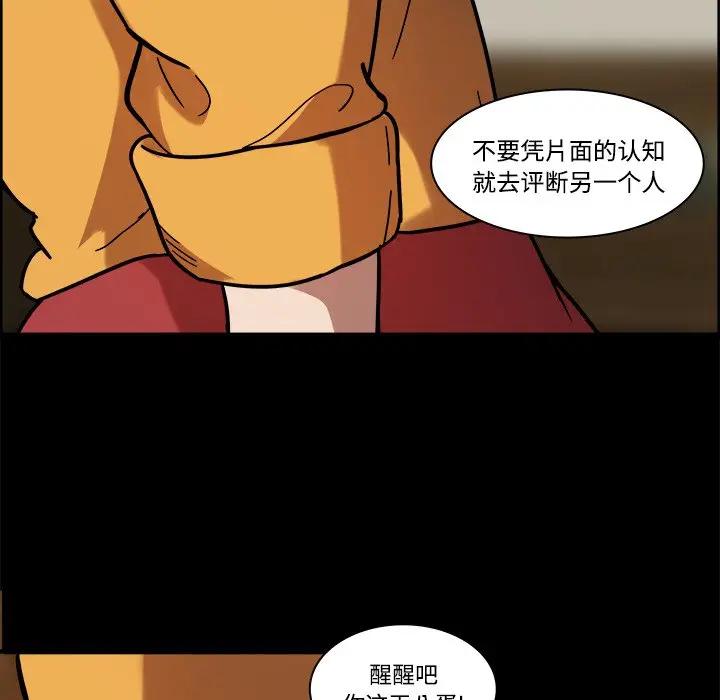 不要凭片面的认知
就去评断另一个人
醒醒吧